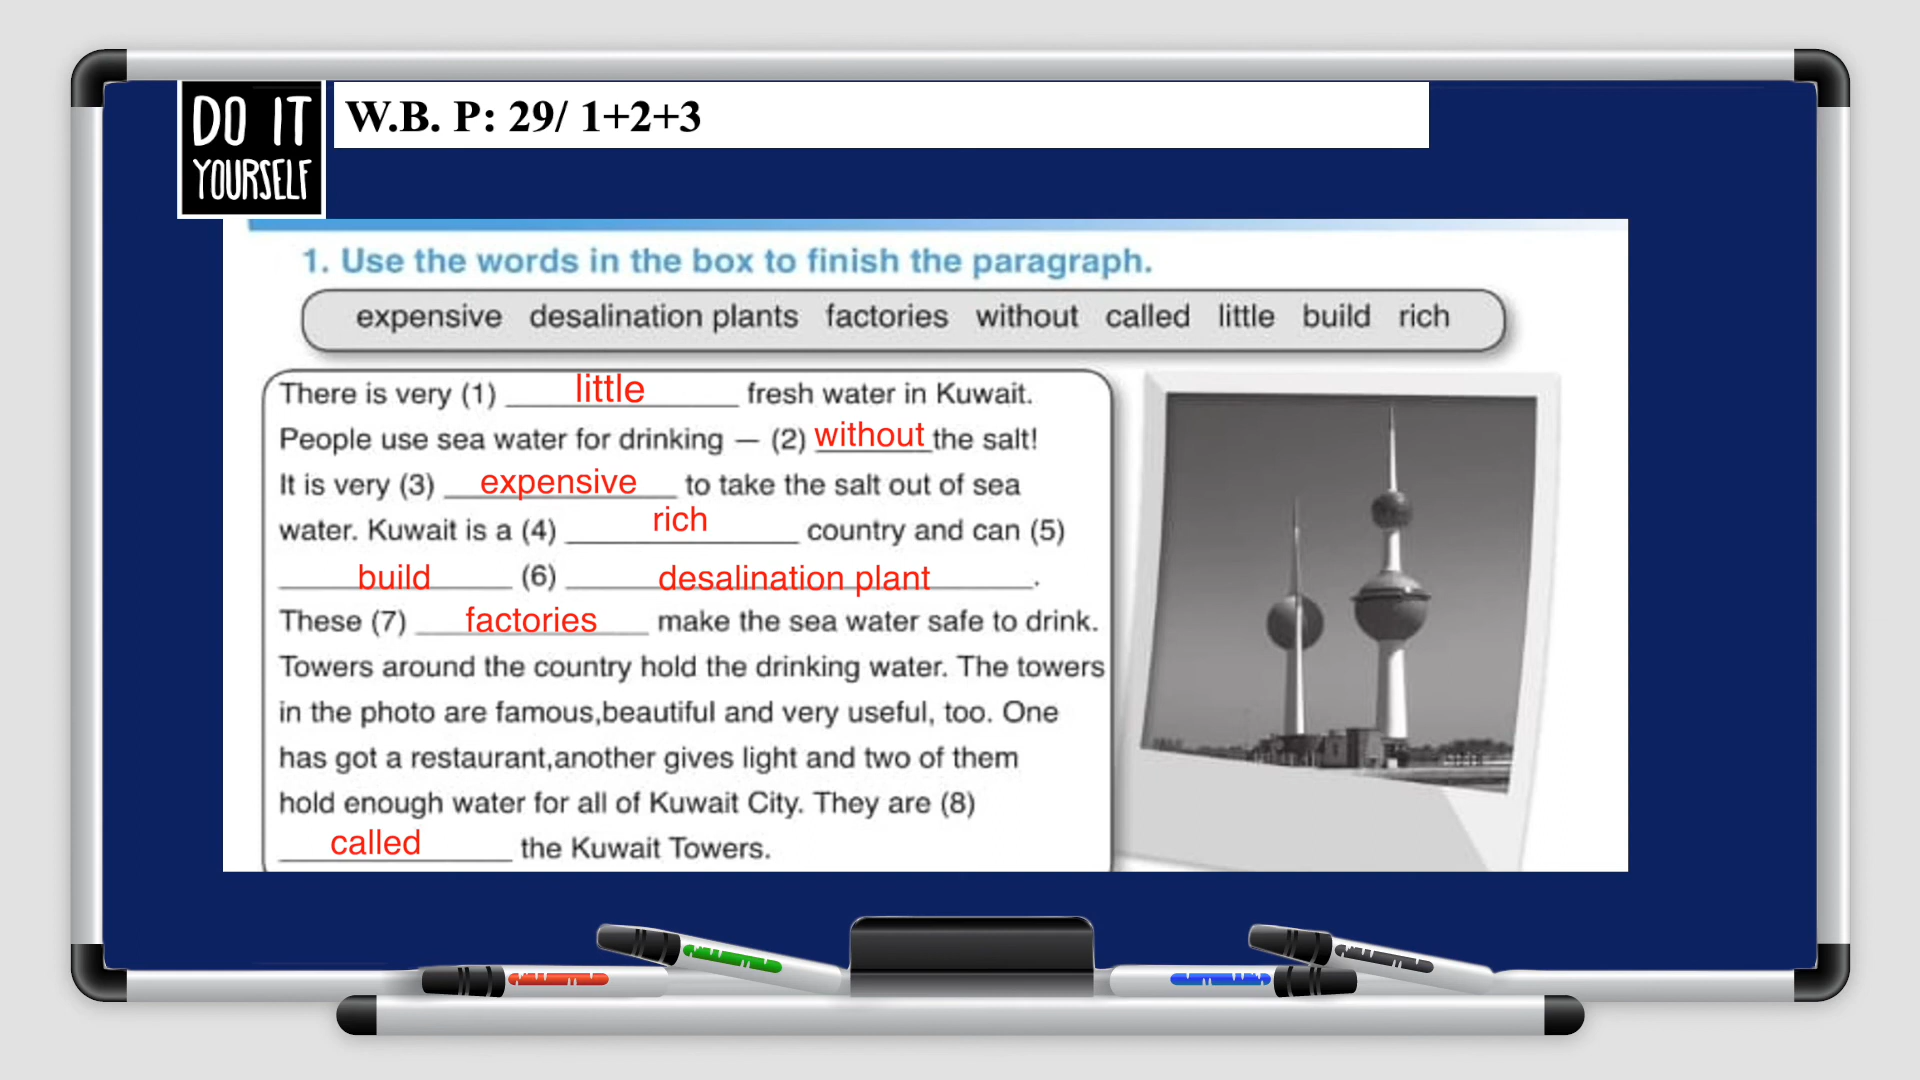 DO IT
YOURSELF
W.B. P: 29/ 1+2+3
1. Use the words in the box to finish the paragraph.
expensive desalination plants factories without called little build rich
There is very (1) little fresh water in Kuwait.
People use sea water for drinking — (2) without the salt!
It is very (3) expensive to take the salt out of sea
water. Kuwait is a (4) rich country and can (5)
build (6) desalination plant.
These (7) factories make the sea water safe to drink.
Towers around the country hold the drinking water. The towers
in the photo are famous,beautiful and very useful, too. One
has got a restaurant,another gives light and two of them
hold enough water for all of Kuwait City. They are (8)
called the Kuwait Towers.